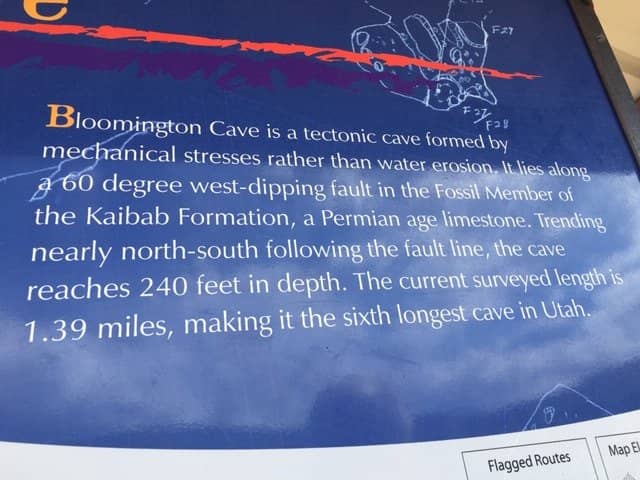 e
F27
F28
Bloomington Cave is a tectonic cave formed by
mechanical stresses rather than water erosion. It lies along
a 60 degree west-dipping fault in the Fossil Member of
the Kaibab Formation, a Permian age limestone. Trending
nearly north-south following the fault line, the cave
reaches 240 feet in depth. The current surveyed length is
1.39 miles, making it the sixth longest cave in Utah.
Flagged Routes
Map El